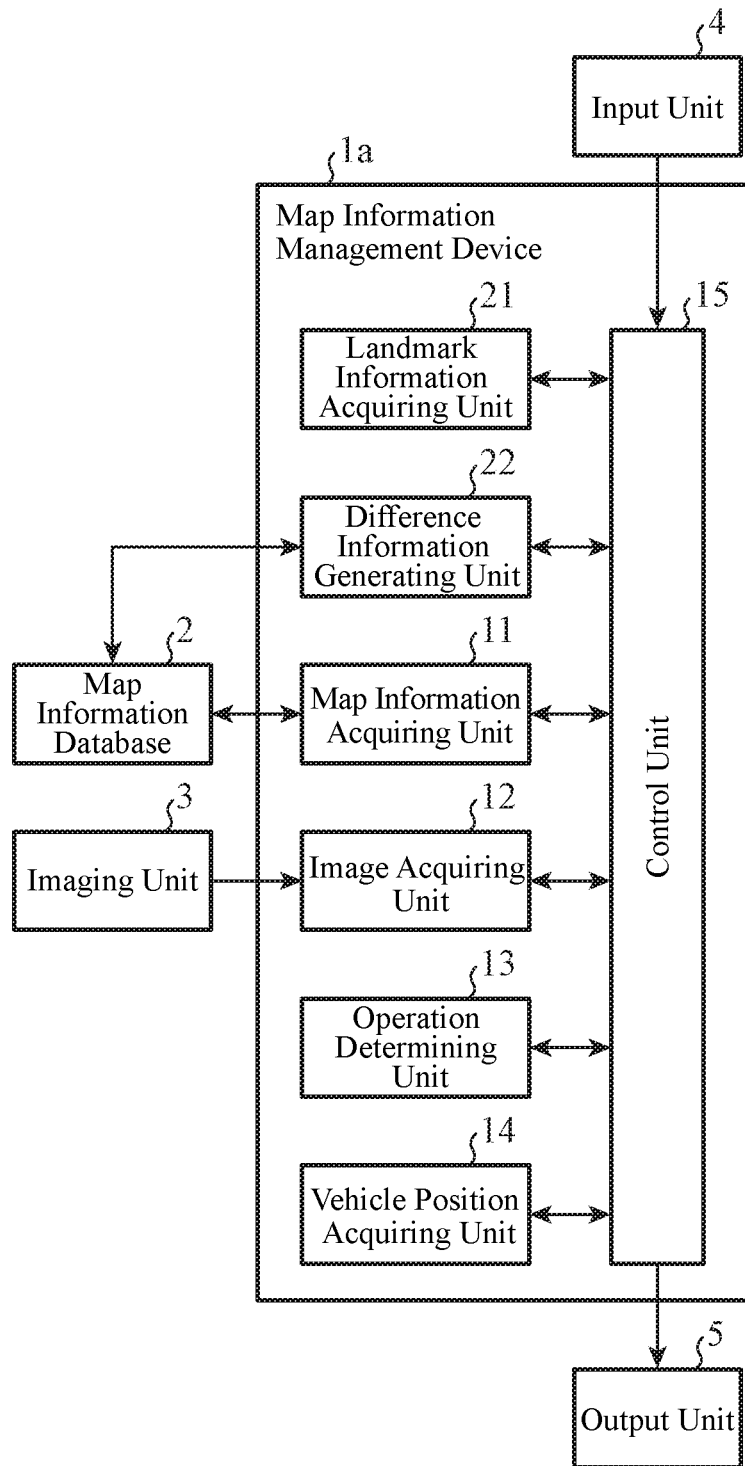 4
Input Unit
1a
Map Information
Management Device
21
15
Landmark
Information
Acquiring Unit
22
Difference
Information
Generating Unit
2
11
Map
Information
Database
Map Information
Acquiring Unit
Control Unit
3
12
Imaging Unit
Image Acquiring
Unit
13
Operation
Determining
Unit
14
Vehicle Position
Acquiring Unit
5
Output Unit